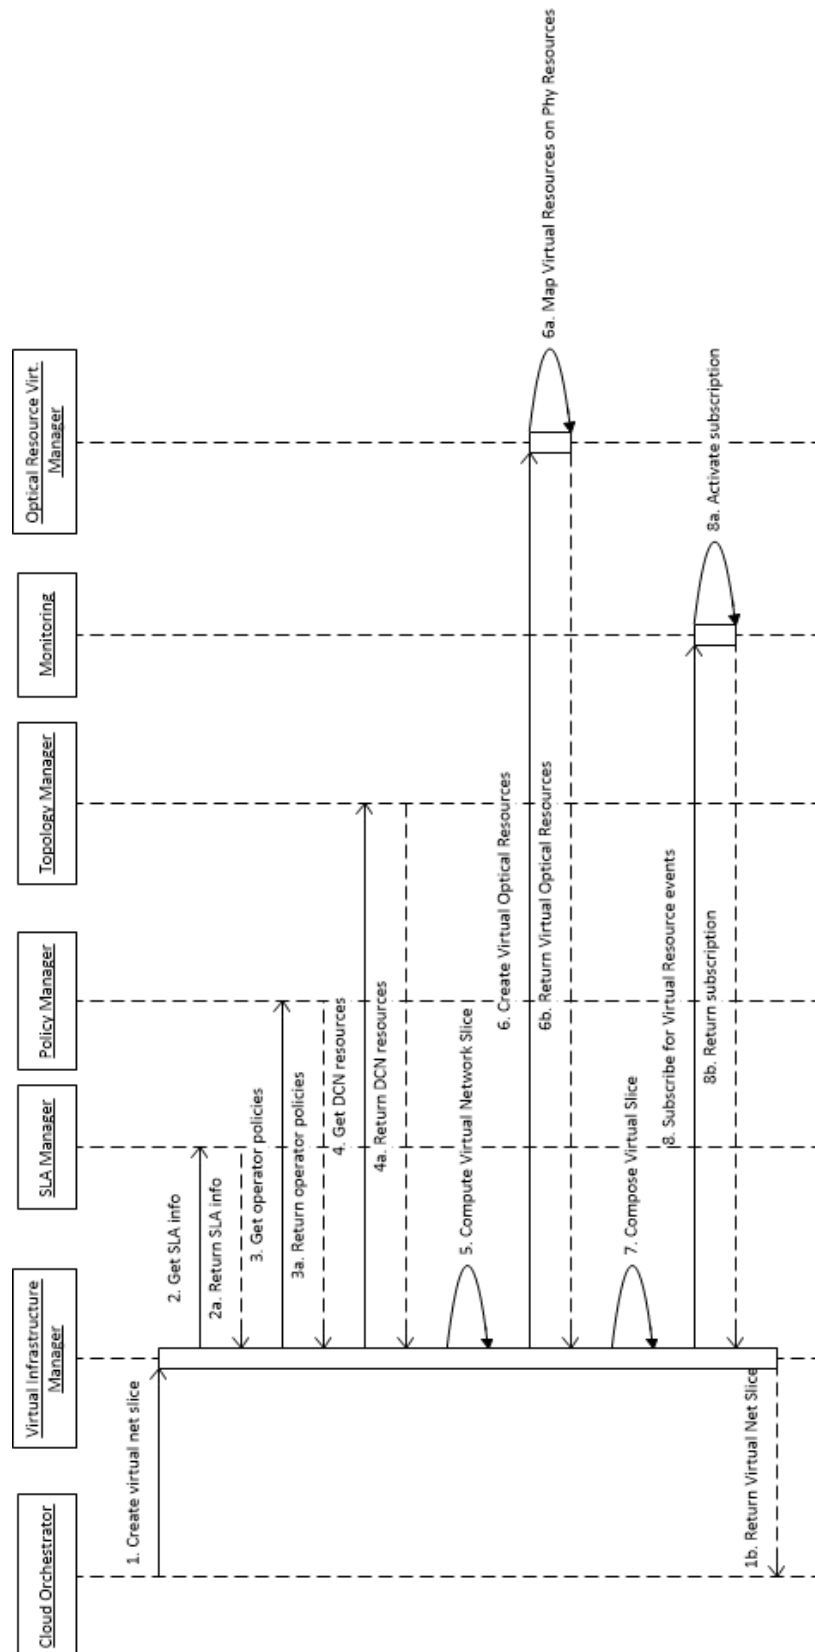 Cloud Orchestrator
Virtual Infrastructure
Manager
SLA Manager
Policy Manager
Topology Manager
Monitoring
Optical Resource Virt.
Manager
1. Create virtual net slice
2. Get SLA info
2a. Return SLA info
3. Get operator policies
3a. Return operator policies
4. Get DCN resources
4a. Return DCN resources
5. Compute Virtual Network Slice
6. Create Virtual Optical Resources
6a. Map Virtual Resources on Phy Resources
6b. Return Virtual Optical Resources
7. Compose Virtual Slice
8. Subscribe for Virtual Resource events
8a. Activate subscription
8b. Return subscription
1b. Return Virtual Net Slice